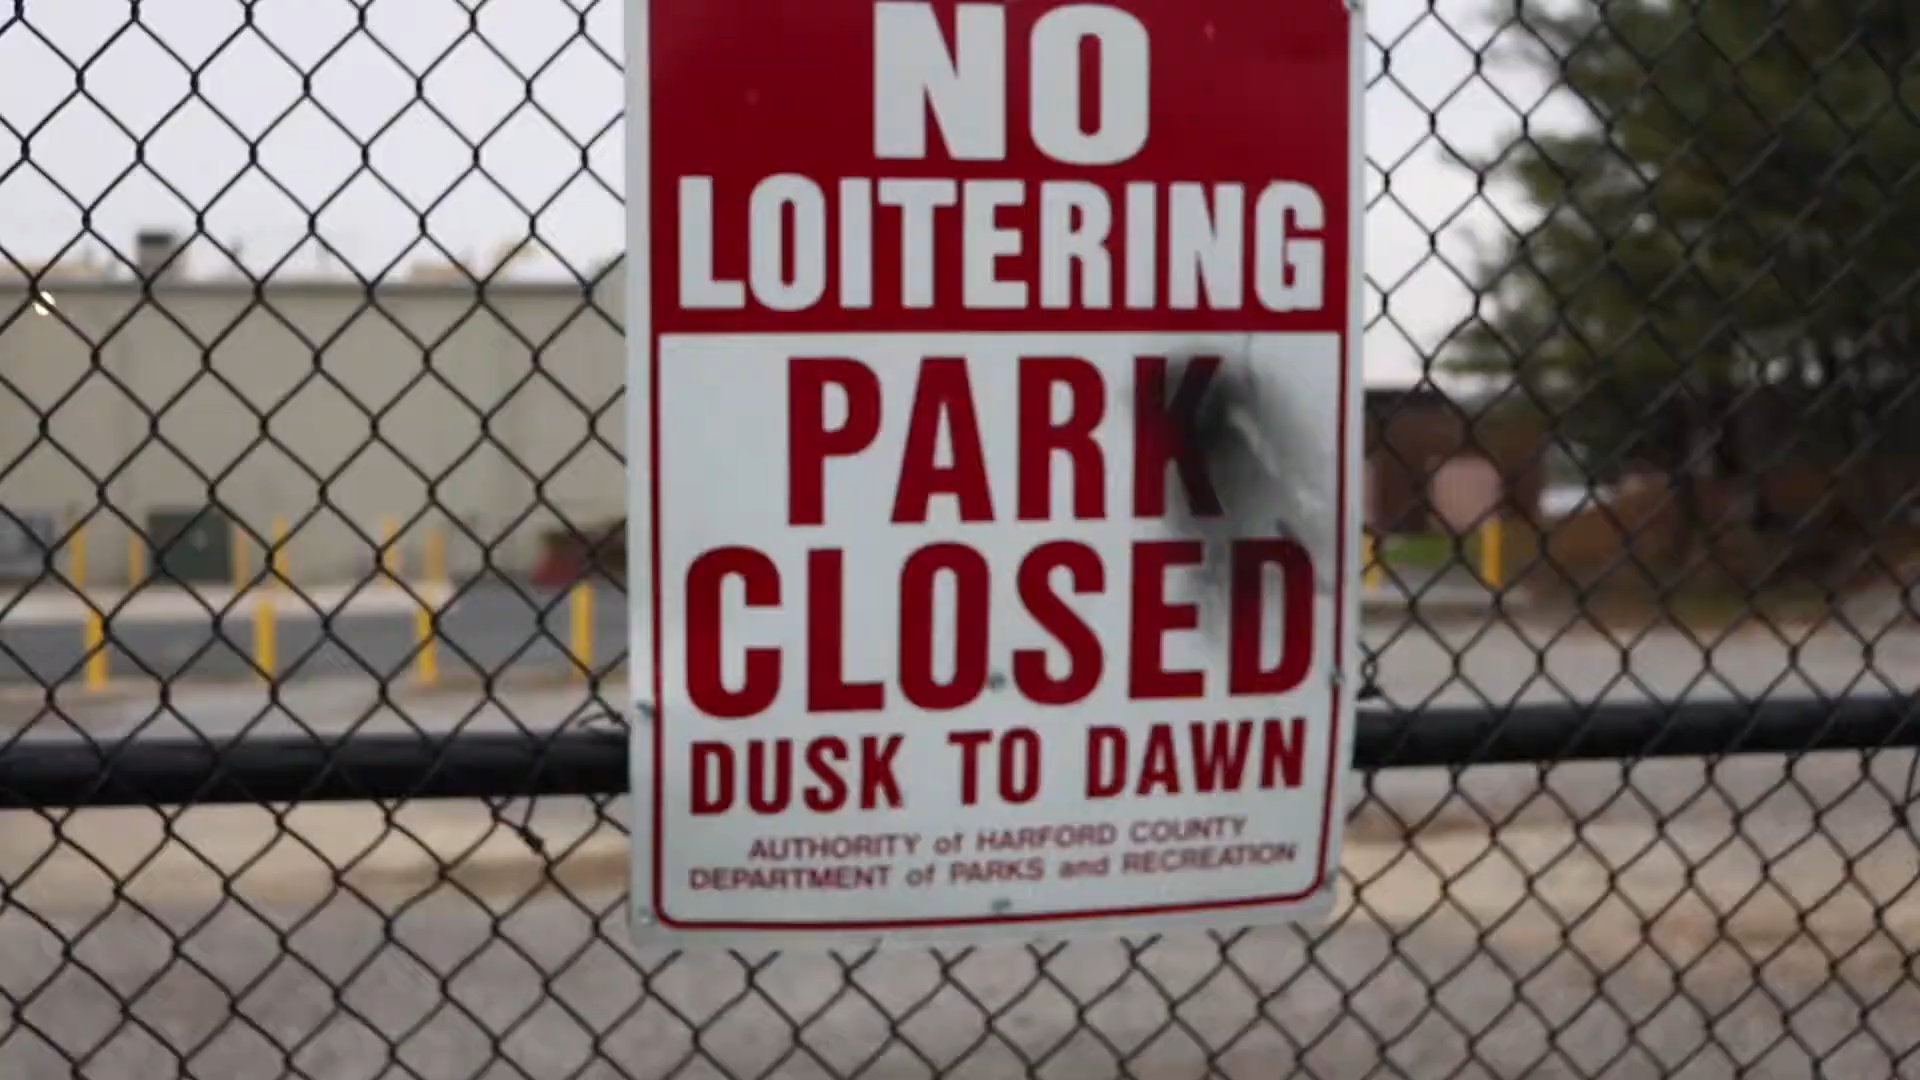 NO
LOITERING
PARK
CLOSED
DUSK TO DAWN
AUTHORITY of HARFORD COUNTY
DEPARTMENT of PARKS and RECREATION